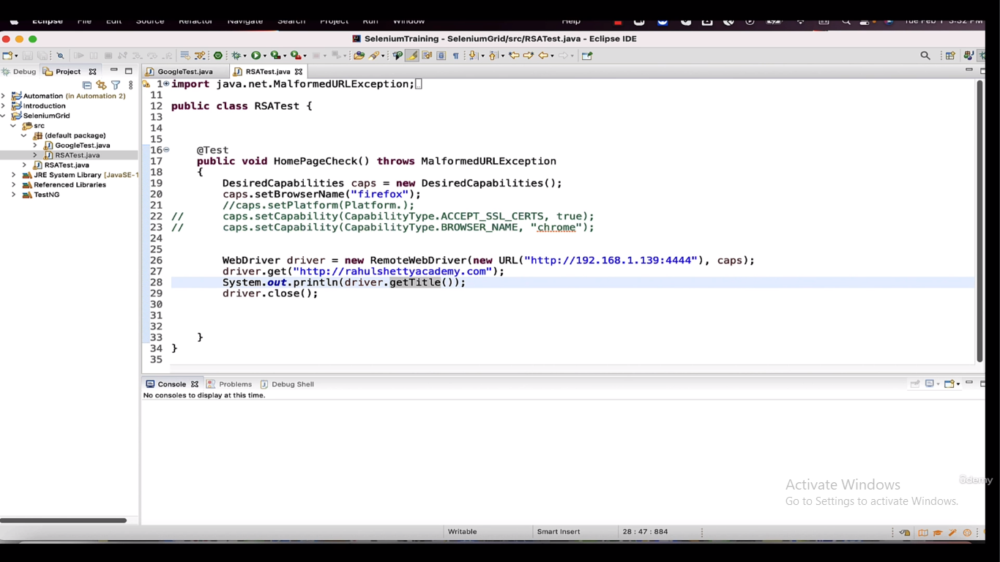 Eclipse File Edit Source Refactor Navigate Search Project Run Window Help Tue Feb 1 3:32 PM
SeleniumTraining - SeleniumGrid/src/RSATest.java - Eclipse IDE
Debug Project GoogleTest.java RSATest.java
Automation (in Automation 2)
Introduction
SeleniumGrid
src
(default package)
GoogleTest.java
RSATest.java
RSATest.java
JRE System Library [JavaSE-1
Referenced Libraries
TestNG
1 import java.net.MalformedURLException;
11
12 public class RSATest {
13
14
15
16 @Test
17 public void HomePageCheck() throws MalformedURLException
18 {
19 DesiredCapabilities caps = new DesiredCapabilities();
20 caps.setBrowserName("firefox");
21 //caps.setPlatform(Platform.);
22 // caps.setCapability(CapabilityType.ACCEPT_SSL_CERTS, true);
23 // caps.setCapability(CapabilityType.BROWSER_NAME, "chrome");
24
25
26 WebDriver driver = new RemoteWebDriver(new URL("http://192.168.1.139:4444"), caps);
27 driver.get("http://rahulshettyacademy.com");
28 System.out.println(driver.getTitle());
29 driver.close();
30
31
32
33 }
34 }
35
Console Problems Debug Shell
No consoles to display at this time.
Activate Windows
Go to Settings to activate Windows.
Udemy
Writable Smart Insert 28 : 47 : 884